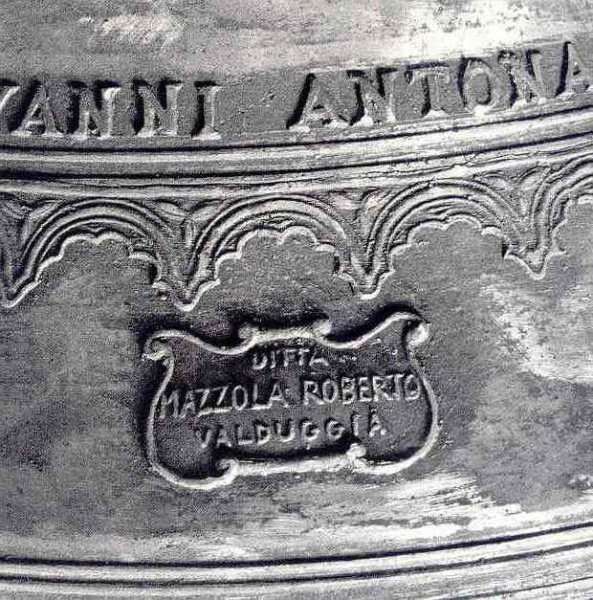 VANNI ANTONA
DITTA
MAZZOLA ROBERTO
VALDUGGIA